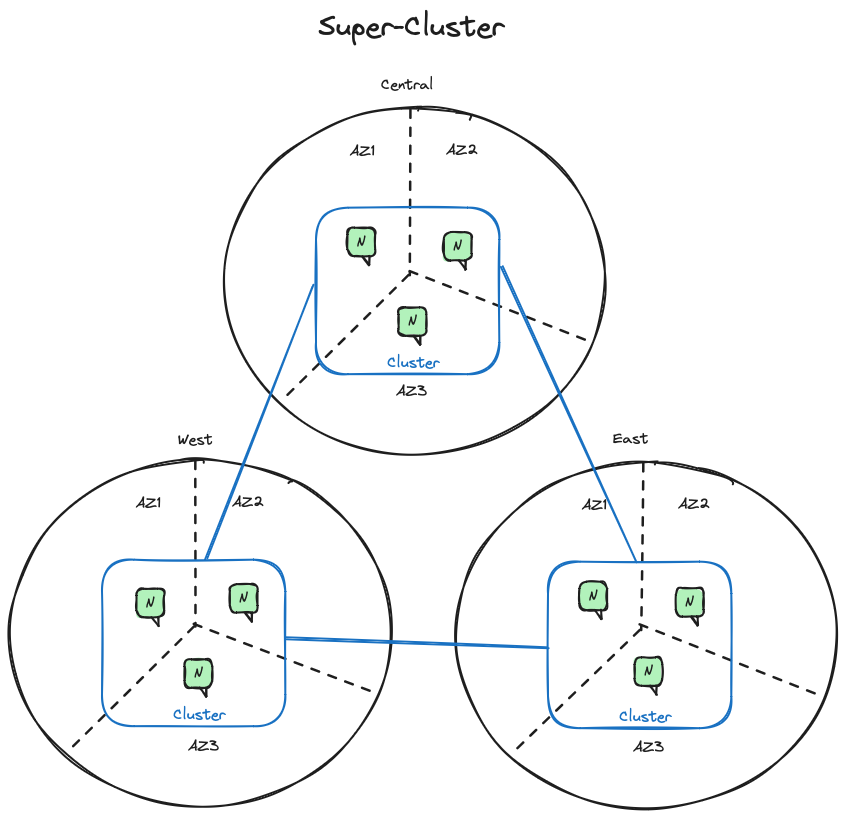 Super-Cluster
Central
AZ1
AZ2
N
N
N
Cluster
AZ3
West
AZ1
AZ2
N
N
N
Cluster
AZ3
East
AZ1
AZ2
N
N
N
Cluster
AZ3